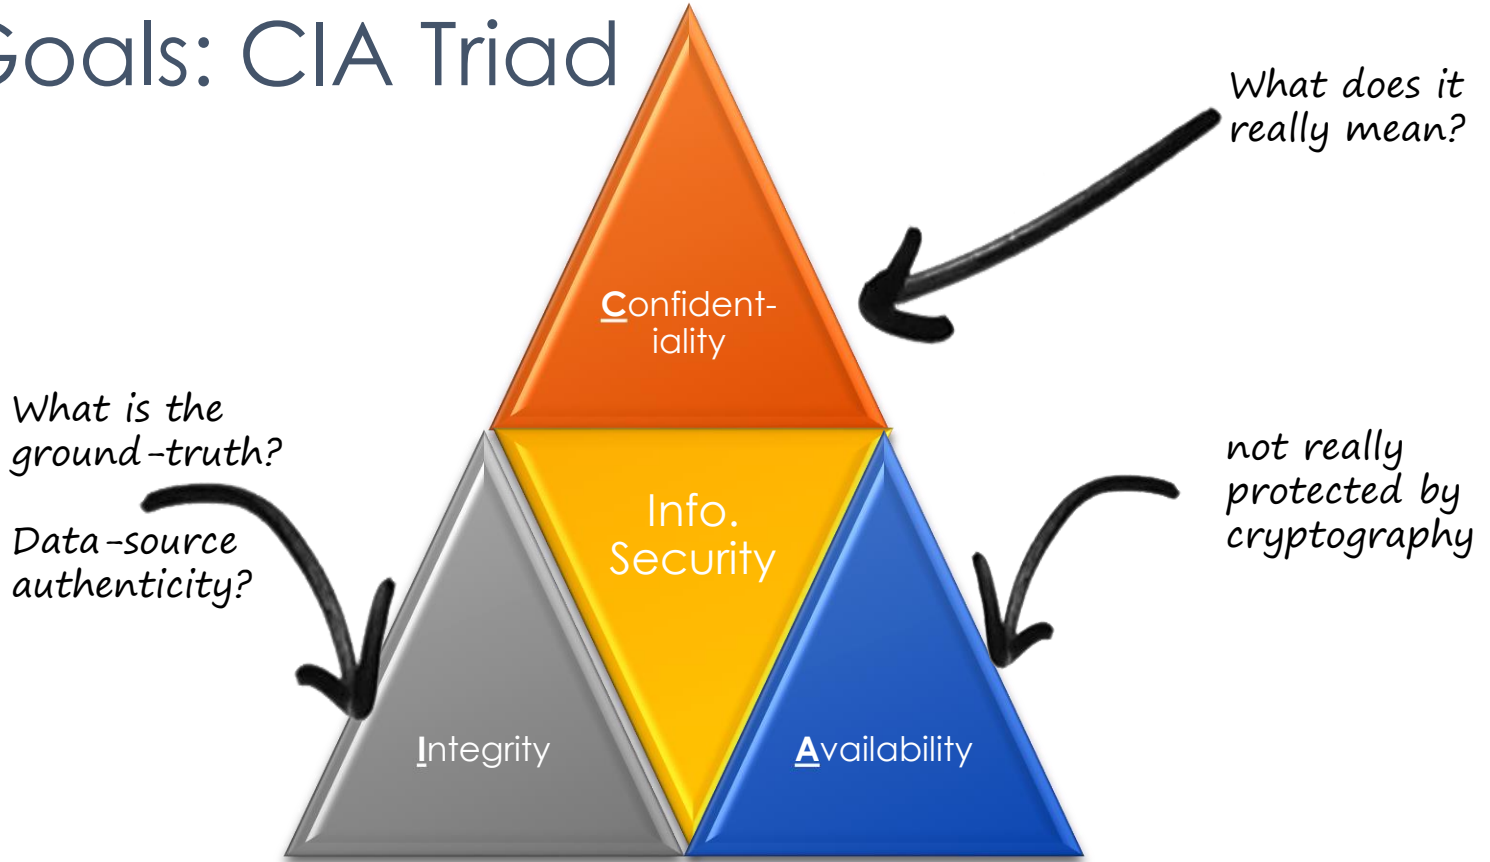 Goals: CIA Triad
What does it
really mean?
Confident-
iality
What is the
ground-truth?
Data-source
authenticity?
Info.
Security
not really
protected by
cryptography
Integrity
Availability